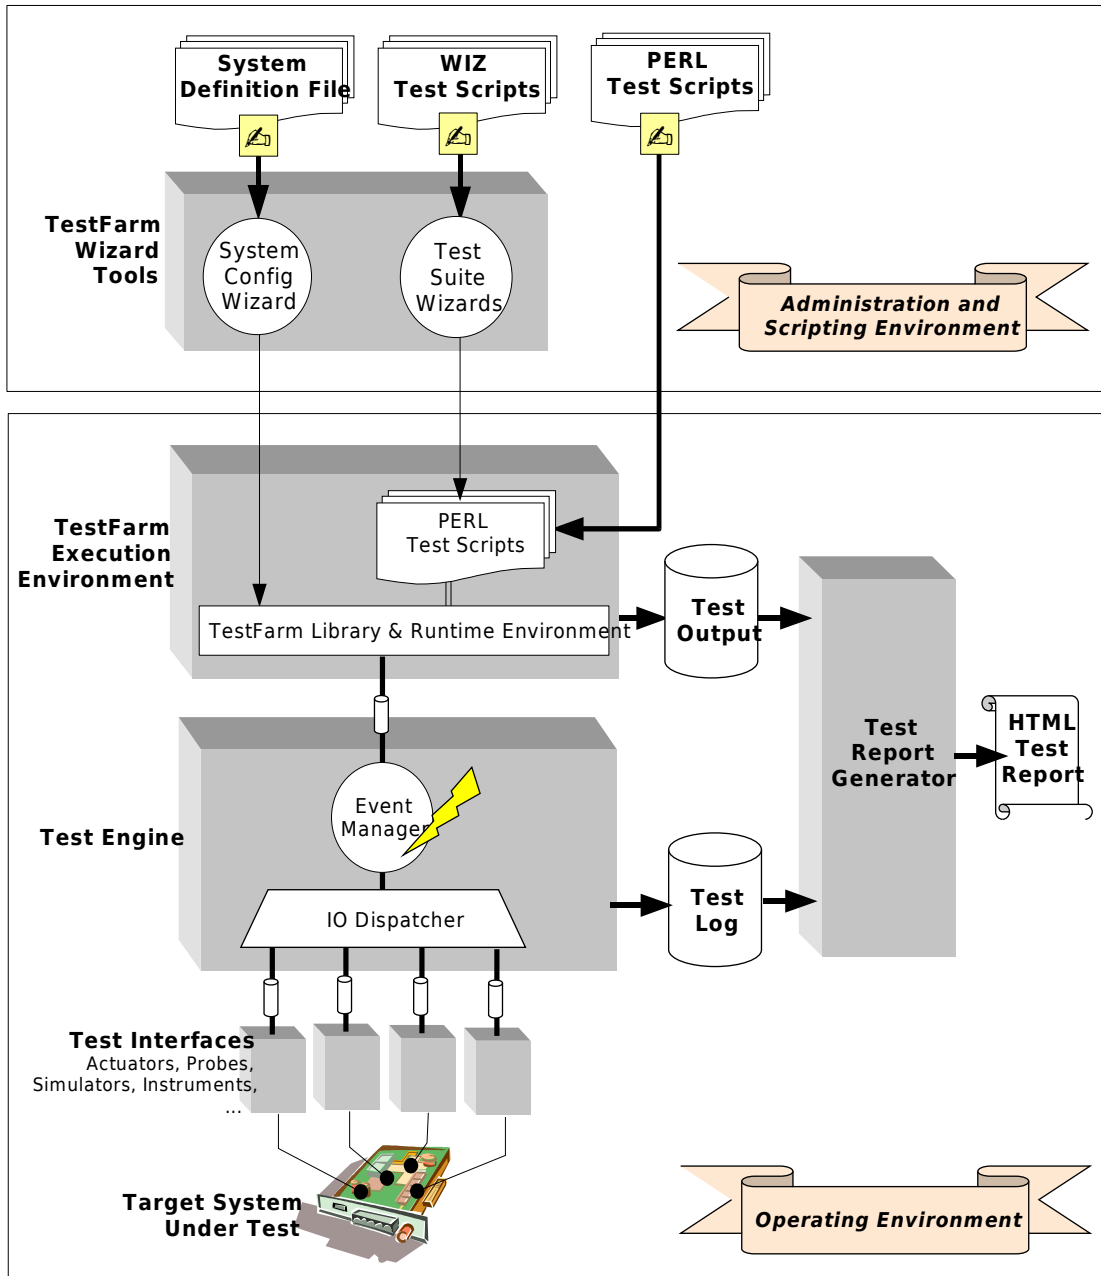 System
Definition File
WIZ
Test Scripts
PERL
Test Scripts
TestFarm
Wizard
Tools
System
Config
Wizard
Test
Suite
Wizards
Administration and
Scripting Environment
TestFarm
Execution
Environment
PERL
Test Scripts
TestFarm Library & Runtime Environment
Test
Output
Test
Report
Generator
HTML
Test
Report
Test Engine
Event
Manager
IO Dispatcher
Test
Log
Test Interfaces
Actuators, Probes,
Simulators, Instruments,
...
Target System
Under Test
Operating Environment